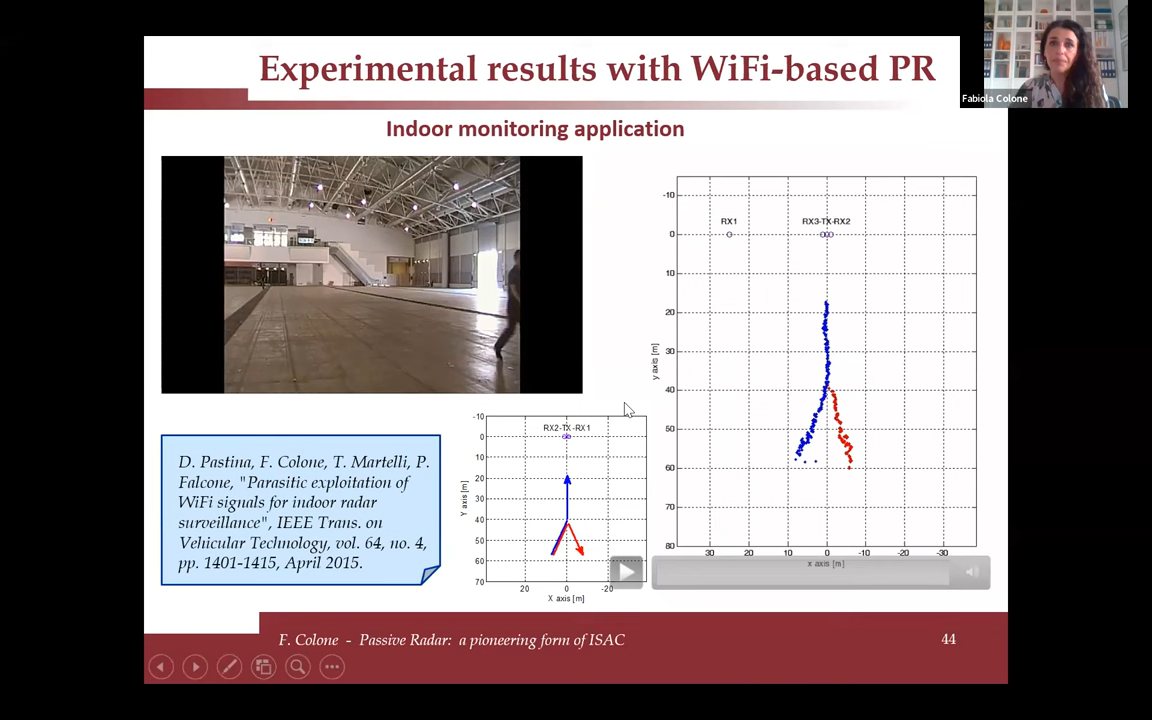 Experimental results with WiFi-based PR
Fabiola Colone
Indoor monitoring application
RX1
RX3-TX-RX2
-10
0
10
20
30
40
50
60
70
80
y axis [m]
30
20
10
0
-10
-20
-30
x axis [m]
D. Pastina, F. Colone, T. Martelli, P.
Falcone, "Parasitic exploitation of
WiFi signals for indoor radar
surveillance", IEEE Trans. on
Vehicular Technology, vol. 64, no. 4,
pp. 1401-1415, April 2015.
-10
0
10
20
30
40
50
60
70
RX2-TX-RX1
Y axis [m]
20
0
-20
X axis [m]
F. Colone - Passive Radar: a pioneering form of ISAC
44